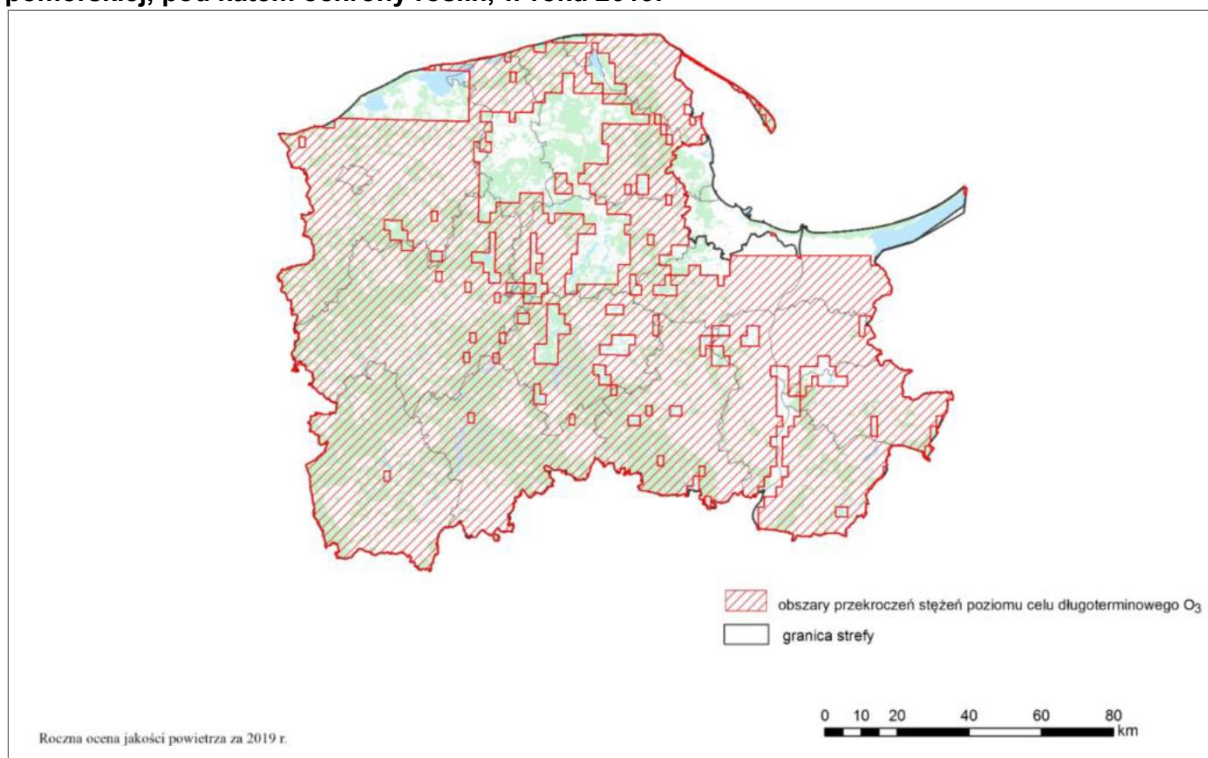 pomorskiej, pod kątem ochrony roślin, w roku 2019.
obszary przekroczeń stężeń poziomu celu długoterminowego O₃
granica strefy
0 10 20 40 60 80
km
Roczna ocena jakości powietrza za 2019 r.